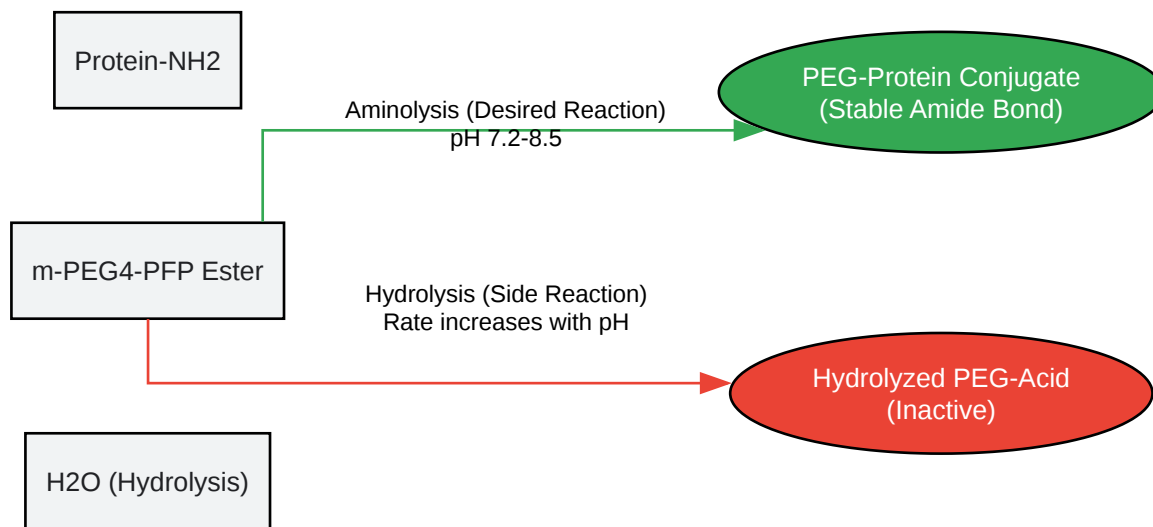 Protein-NH2
PEG-Protein Conjugate
(Stable Amide Bond)
Aminolysis (Desired Reaction)
pH 7.2-8.5
m-PEG4-PFP Ester
Hydrolysis (Side Reaction)
Rate increases with pH
Hydrolyzed PEG-Acid
(Inactive)
H2O (Hydrolysis)